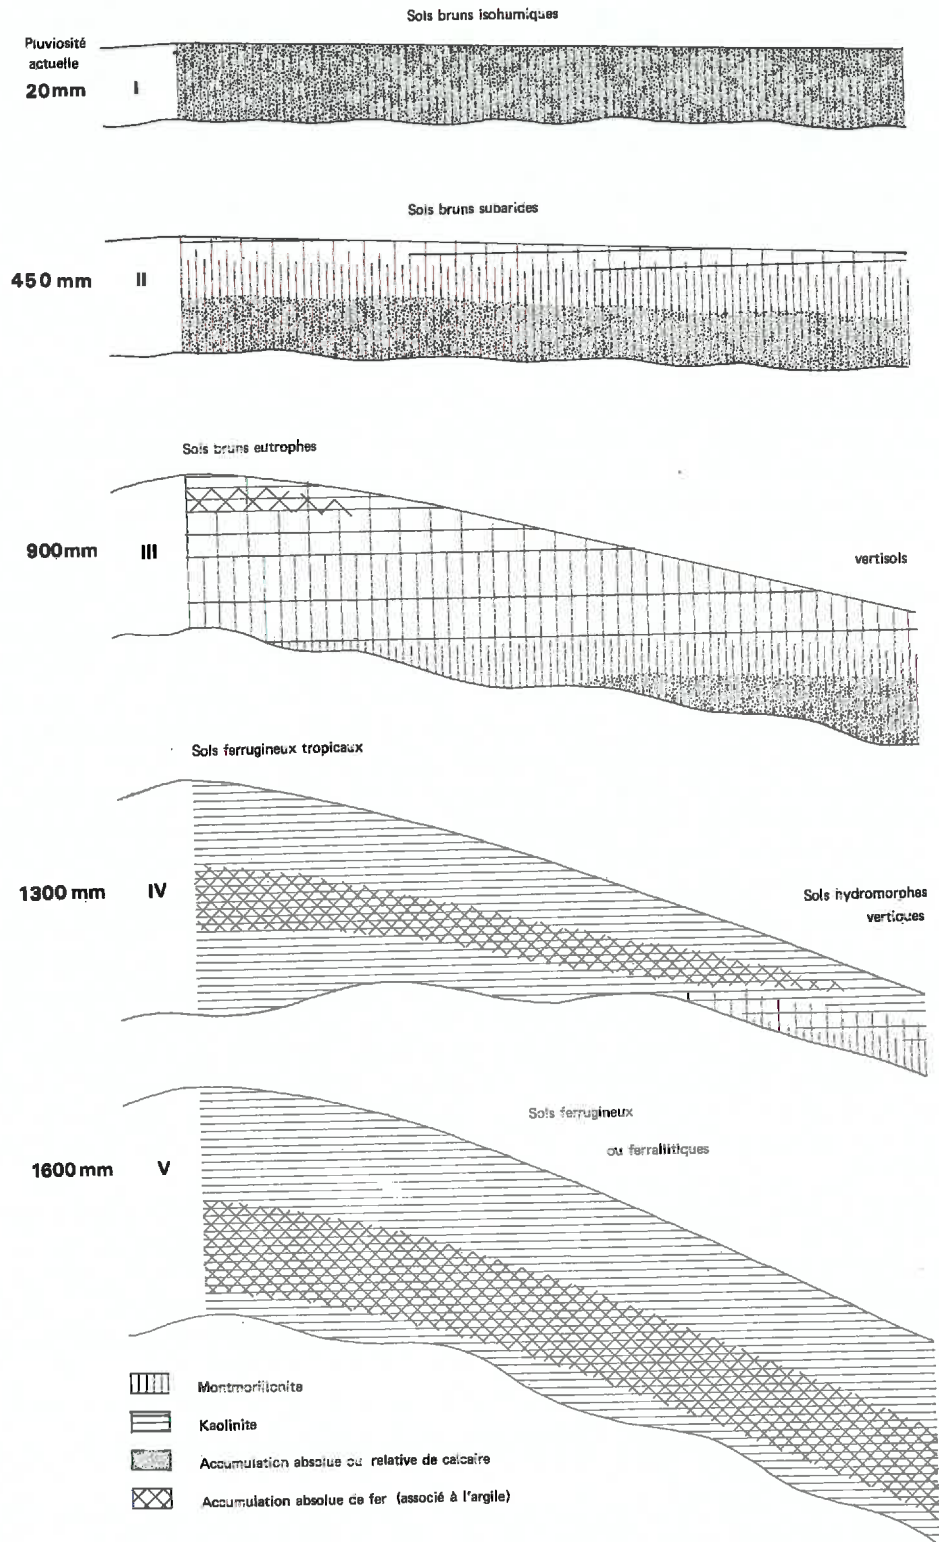 Sols bruns isohumiques
Pluviosité
actuelle
20mm I
Sols bruns subarides
450 mm II
Sols bruns eutrophes
900mm III
vertisols
Sols ferrugineux tropicaux
1300 mm IV
Sols hydromorphes
vertiques
Sols ferrugineux
ou ferrallitiques
1600 mm V
Montmorillonite
Kaolinite
Accumulation absolue ou relative de calcaire
Accumulation absolue de fer (associé à l'argile)